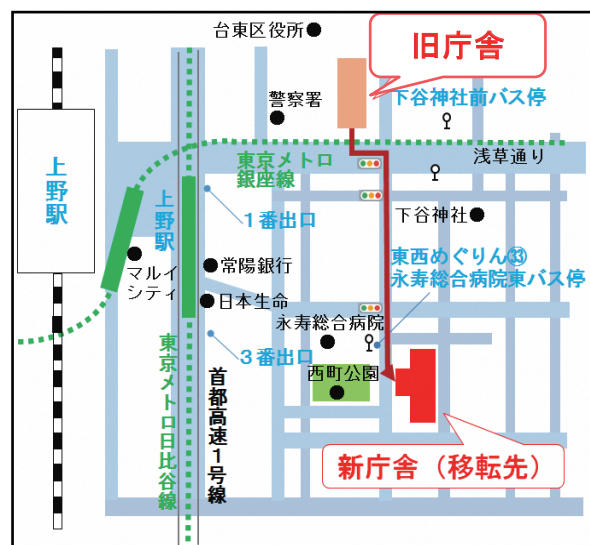 台東区役所
旧庁舎
警察署
下谷神社前バス停
浅草通り
東京メトロ
銀座線
上野駅
上野駅
1番出口
下谷神社
東西めぐりん㉝
永寿総合病院東バス停
マルイ
シティ
常陽銀行
日本生命
永寿総合病院
3番出口
西町公園
東京メトロ日比谷線
首都高速1号線
新庁舎（移転先）